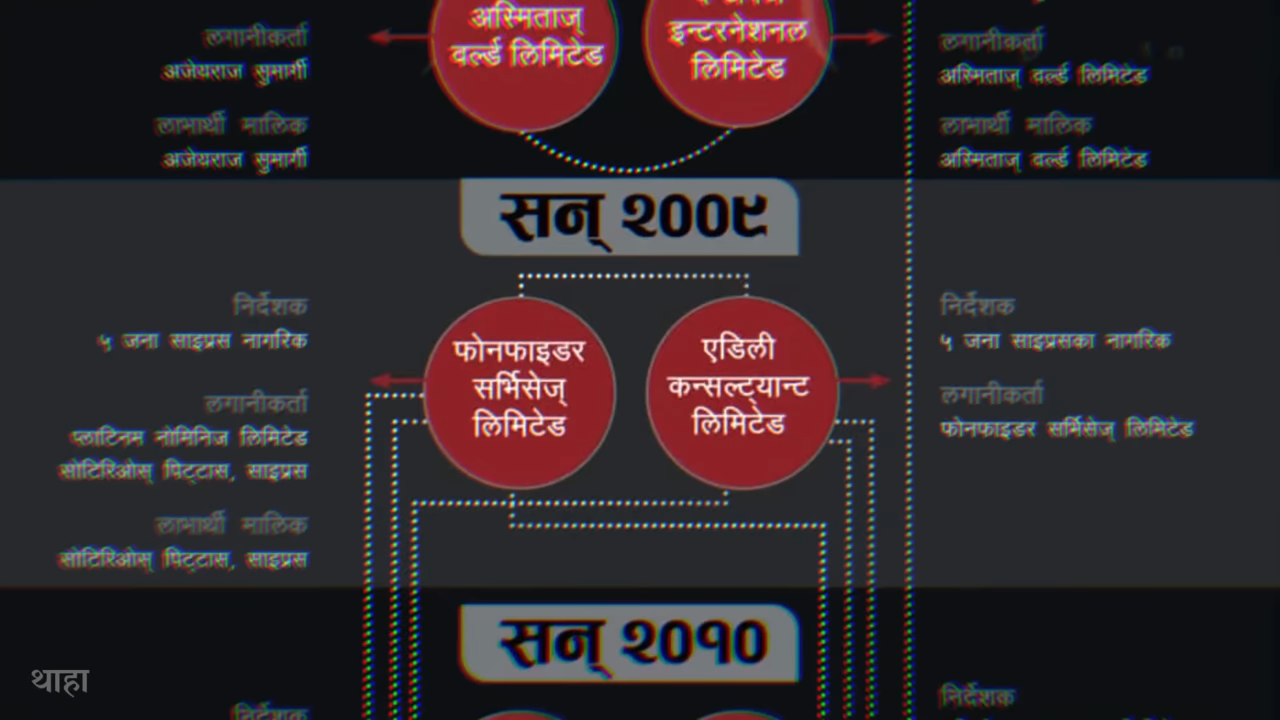 लगानीकर्ता
अजेयराज सुमार्गी
लाभार्थी मालिक
अजेयराज सुमार्गी
अस्मिताज्
वर्ल्ड लिमिटेड
इन्टरनेशनल
लिमिटेड
लगानीकर्ता
अस्मिताज् वर्ल्ड लिमिटेड
लाभार्थी मालिक
अस्मिताज् वर्ल्ड लिमिटेड
सन् २००९
निर्देशक
५ जना साइप्रस नागरिक
लगानीकर्ता
प्लाटिनम नोमिनिज लिमिटेड
सोटिरिओस् पिट्टास, साइप्रस
लाभार्थी मालिक
सोटिरिओस् पिट्टास, साइप्रस
फोनफाइडर
सर्भिसेज्
लिमिटेड
एडिली
कन्सल्ट्यान्ट
लिमिटेड
निर्देशक
५ जना साइप्रसका नागरिक
लगानीकर्ता
फोनफाइडर सर्भिसेज् लिमिटेड
सन् २०१०
निर्देशक
निर्देशक
थाहा